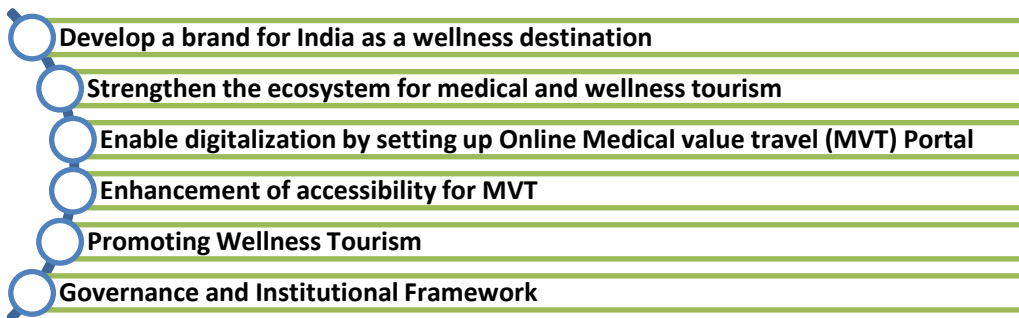 Develop a brand for India as a wellness destination
Strengthen the ecosystem for medical and wellness tourism
Enable digitalization by setting up Online Medical value travel (MVT) Portal
Enhancement of accessibility for MVT
Promoting Wellness Tourism
Governance and Institutional Framework